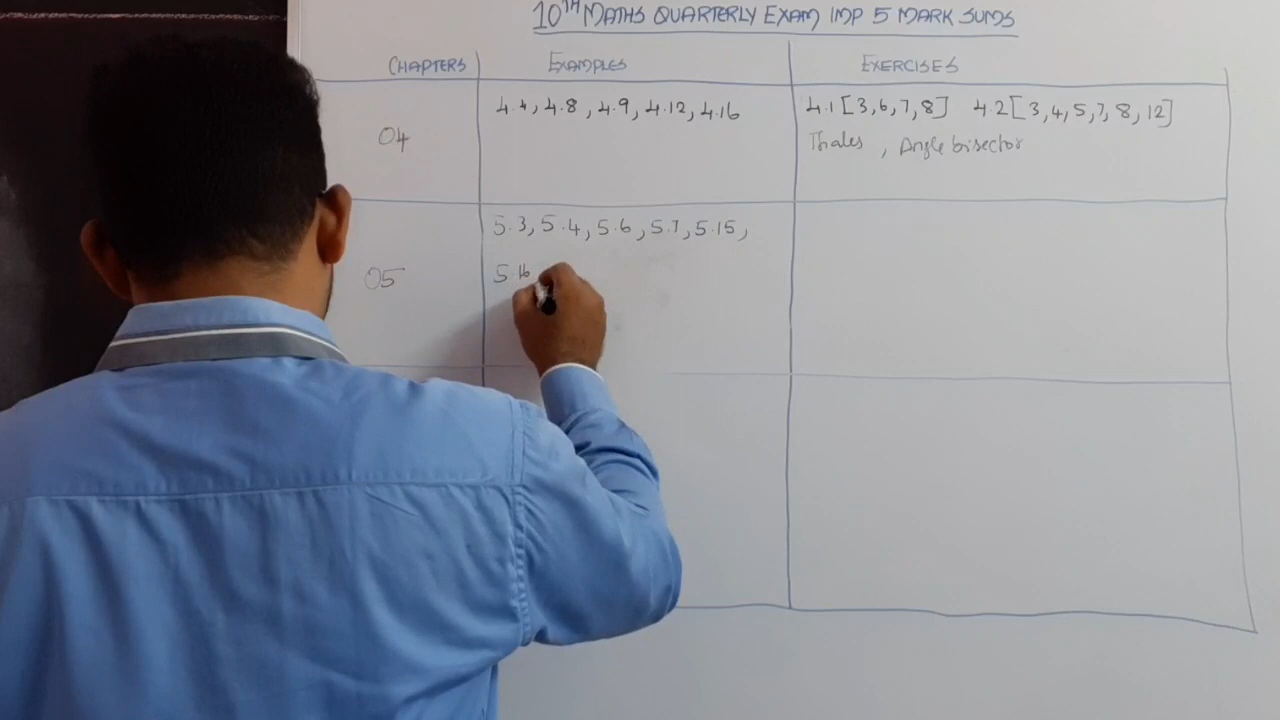 10TH MATHS QUARTERLY EXAM IMP 5 MARK SUMS
CHAPTERS EXAMPLES EXERCISES
04 4.4, 4.8, 4.9, 4.12, 4.16 4.1[3,6,7,8] 4.2[3,4,5,7,8,12]
Thales, Angle bisector
05 5.3, 5.4, 5.6, 5.7, 5.15,
5.16